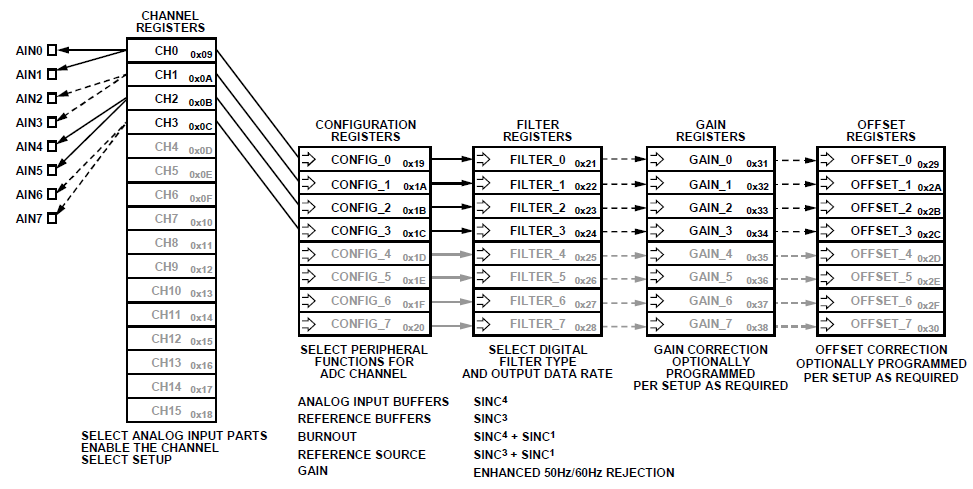 CHANNEL
REGISTERS
AIN0
AIN1
AIN2
AIN3
AIN4
AIN5
AIN6
AIN7
CH0 0x09
CH1 0x0A
CH2 0x0B
CH3 0x0C
CH4 0x0D
CH5 0x0E
CH6 0x0F
CH7 0x10
CH8 0x11
CH9 0x12
CH10 0x13
CH11 0x14
CH12 0x15
CH13 0x16
CH14 0x17
CH15 0x18
SELECT ANALOG INPUT PARTS
ENABLE THE CHANNEL
SELECT SETUP
CONFIGURATION
REGISTERS
CONFIG_0 0x19
CONFIG_1 0x1A
CONFIG_2 0x1B
CONFIG_3 0x1C
CONFIG_4 0x1D
CONFIG_5 0x1E
CONFIG_6 0x1F
CONFIG_7 0x20
SELECT PERIPHERAL
FUNCTIONS FOR
ADC CHANNEL
ANALOG INPUT BUFFERS
REFERENCE BUFFERS
BURNOUT
REFERENCE SOURCE
GAIN
FILTER
REGISTERS
FILTER_0 0x21
FILTER_1 0x22
FILTER_2 0x23
FILTER_3 0x24
FILTER_4 0x25
FILTER_5 0x26
FILTER_6 0x27
FILTER_7 0x28
SELECT DIGITAL
FILTER TYPE
AND OUTPUT DATA RATE
SINC⁴
SINC³
SINC⁴ + SINC¹
SINC³ + SINC¹
ENHANCED 50Hz/60Hz REJECTION
GAIN
REGISTERS
GAIN_0 0x31
GAIN_1 0x32
GAIN_2 0x33
GAIN_3 0x34
GAIN_4 0x35
GAIN_5 0x36
GAIN_6 0x37
GAIN_7 0x38
GAIN CORRECTION
OPTIONALLY
PROGRAMMED
PER SETUP AS REQUIRED
OFFSET
REGISTERS
OFFSET_0 0x29
OFFSET_1 0x2A
OFFSET_2 0x2B
OFFSET_3 0x2C
OFFSET_4 0x2D
OFFSET_5 0x2E
OFFSET_6 0x2F
OFFSET_7 0x30
OFFSET CORRECTION
OPTIONALLY PROGRAMMED
PER SETUP AS REQUIRED